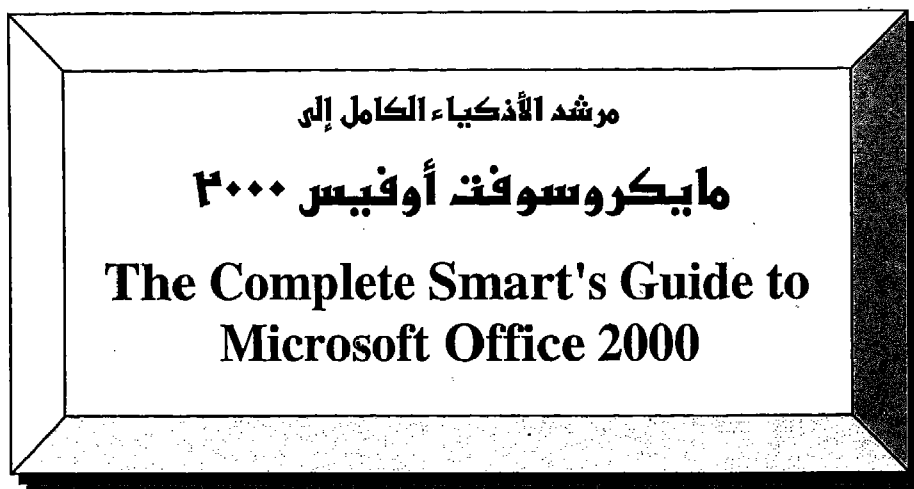 مرشد الأذكياء الكامل إلى
مايكروسوفت أوفيس ٢٠٠٠
The Complete Smart's Guide to
Microsoft Office 2000